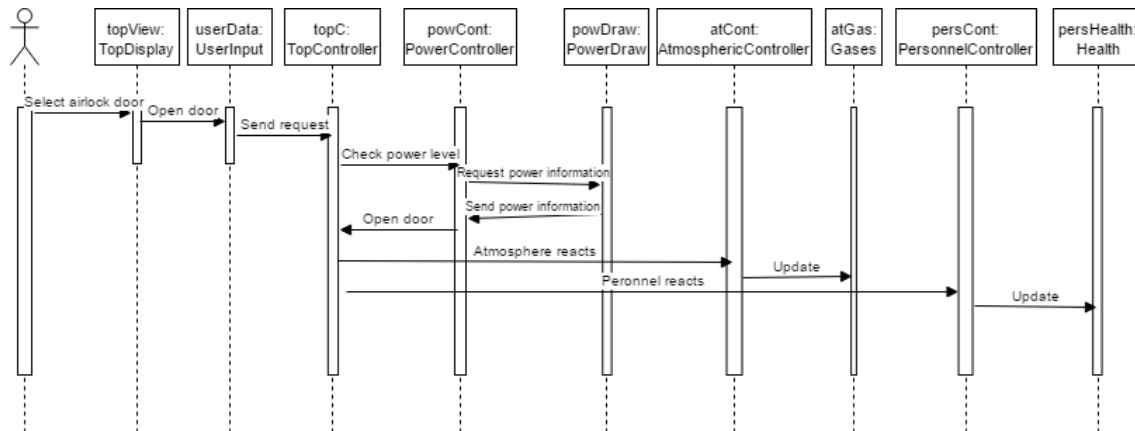 topView:
TopDisplay
userData:
UserInput
topC:
TopController
powCont:
PowerController
powDraw:
PowerDraw
atCont:
AtmosphericController
atGas:
Gases
persCont:
PersonnelController
persHealth:
Health
Select airlock door
Open door
Send request
Check power level
Request power information
Send power information
Open door
Atmosphere reacts
Update
Peronnel reacts
Update